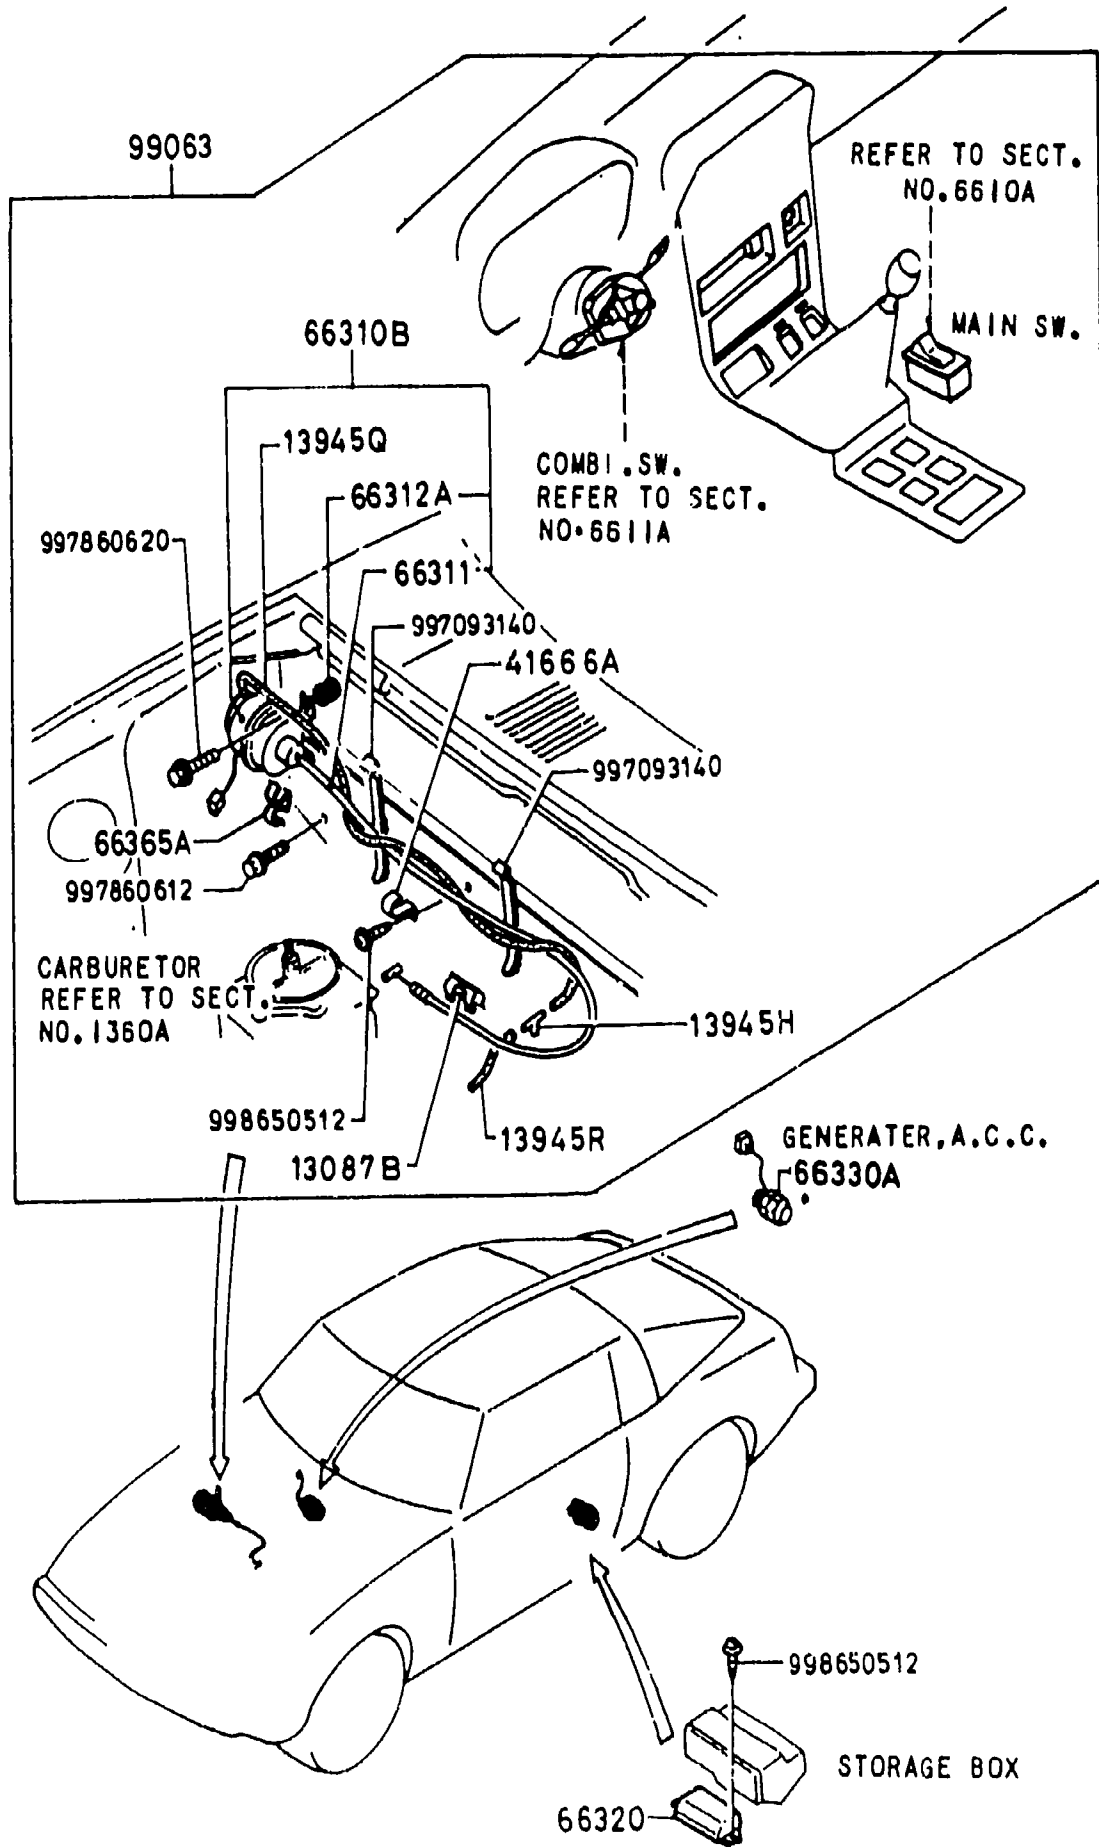 99063
REFER TO SECT.
NO.6610A
MAIN SW.
66310B
13945Q
COMBI.SW.
REFER TO SECT.
NO.6611A
66312A
997860620
66311
997093140
41666A
997093140
66365A
997860612
CARBURETOR
REFER TO SECT.
NO.1360A
13945H
998650512
13945R
13087B
GENERATER,A.C.C.
66330A
998650512
STORAGE BOX
66320